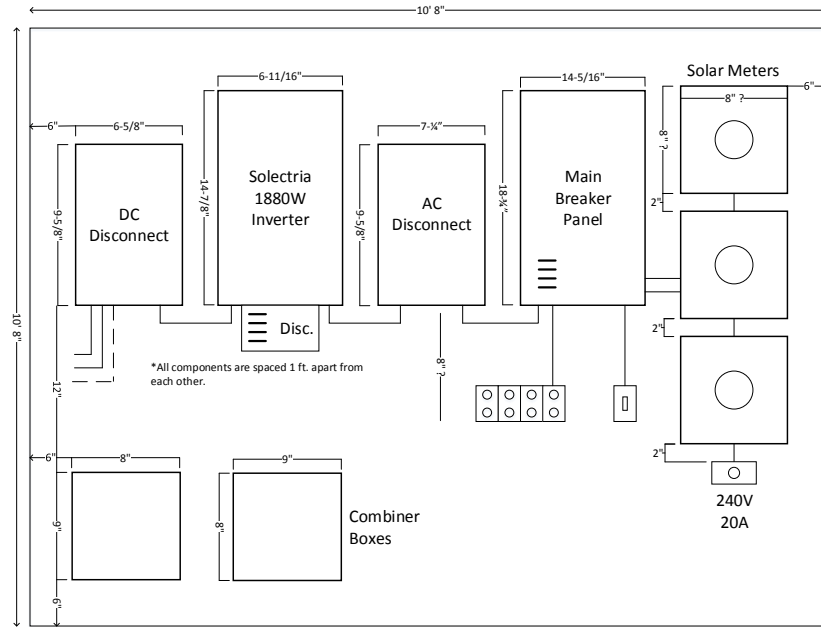 10' 8"
6-11/16"
14-5/16"
Solar Meters
6"
8" ?
6"
6-5/8"
7-¼"
8" ?
14-7/8"
Solectria
1880W
Inverter
18-¾"
Main
Breaker
Panel
9-5/8"
DC
Disconnect
9-5/8"
AC
Disconnect
2"
10' 8"
Disc.
2"
*All components are spaced 1 ft. apart from
each other.
8" ?
12"
2"
6"
8"
9"
240V
20A
9"
8"
Combiner
Boxes
6"